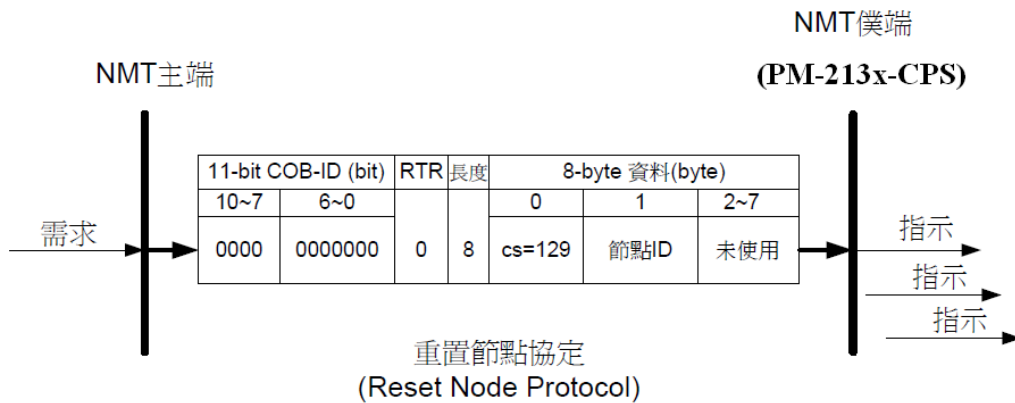 NMT僕端
NMT主端
(PM-213x-CPS)
11-bit COB-ID (bit) RTR 長度 8-byte 資料(byte)
10~7 6~0 0 1 2~7
需求
0000 0000000 0 8 cs=129 節點ID 未使用
指示
指示
指示
重置節點協定
(Reset Node Protocol)